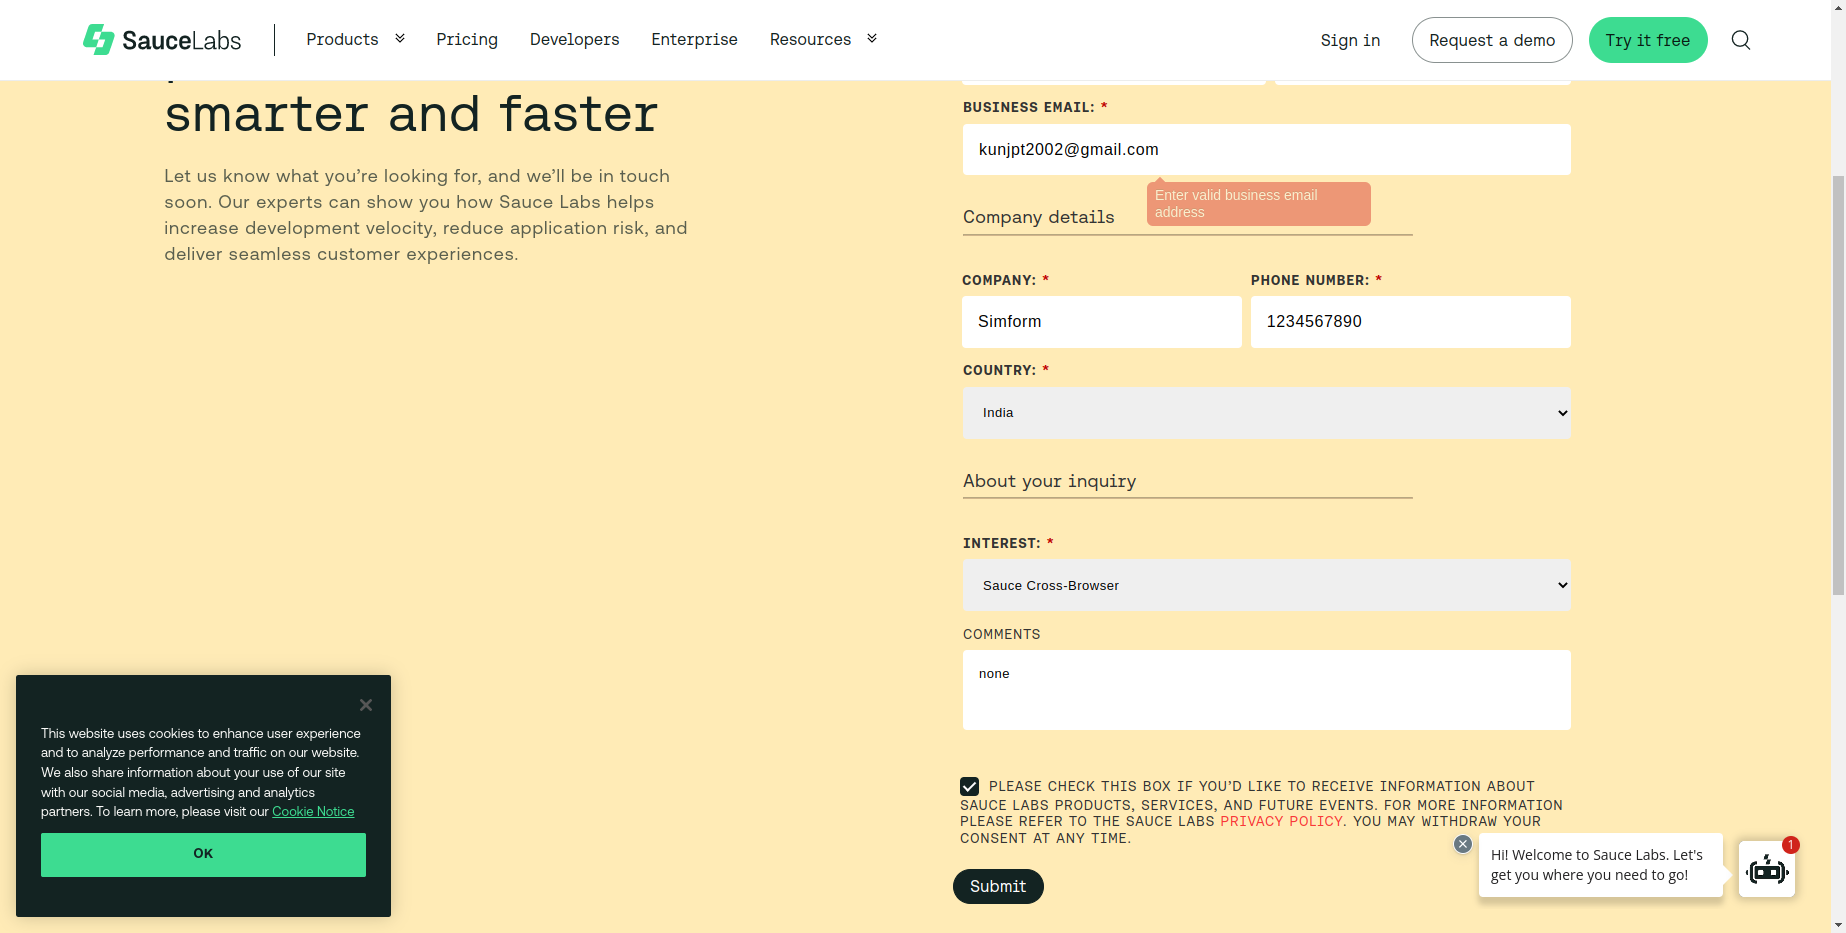 SauceLabs
Products
Pricing
Developers
Enterprise
Resources
Sign in
Request a demo
Try it free
smarter and faster
Let us know what you’re looking for, and we’ll be in touch
soon. Our experts can show you how Sauce Labs helps
increase development velocity, reduce application risk, and
deliver seamless customer experiences.
BUSINESS EMAIL: *
kunjpt2002@gmail.com
Enter valid business email
address
Company details
COMPANY: *
PHONE NUMBER: *
Simform
1234567890
COUNTRY: *
India
About your inquiry
INTEREST: *
Sauce Cross-Browser
COMMENTS
none
PLEASE CHECK THIS BOX IF YOU’D LIKE TO RECEIVE INFORMATION ABOUT
SAUCE LABS PRODUCTS, SERVICES, AND FUTURE EVENTS. FOR MORE INFORMATION
PLEASE REFER TO THE SAUCE LABS PRIVACY POLICY. YOU MAY WITHDRAW YOUR
CONSENT AT ANY TIME.
Submit
This website uses cookies to enhance user experience
and to analyze performance and traffic on our website.
We also share information about your use of our site
with our social media, advertising and analytics
partners. To learn more, please visit our Cookie Notice
OK
Hi! Welcome to Sauce Labs. Let's
get you where you need to go!
1